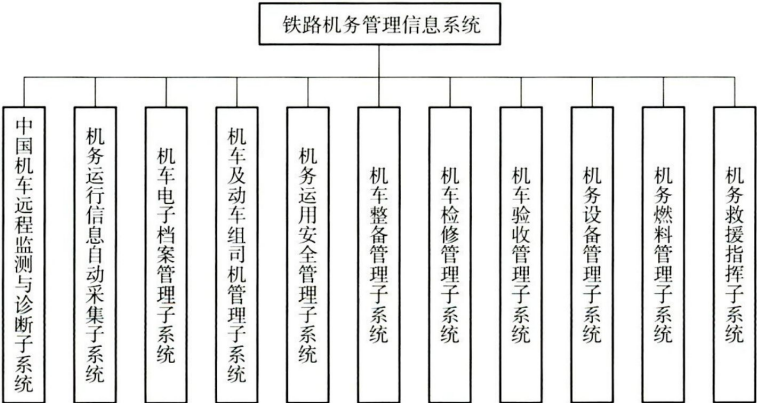 铁路机务管理信息系统
中国机车远程监测与诊断子系统
机务运行信息自动采集子系统
机车电子档案管理子系统
机车及动车组司机管理子系统
机务运用安全管理子系统
机车整备管理子系统
机车检修管理子系统
机车验收管理子系统
机务设备管理子系统
机务燃料管理子系统
机务救援指挥子系统